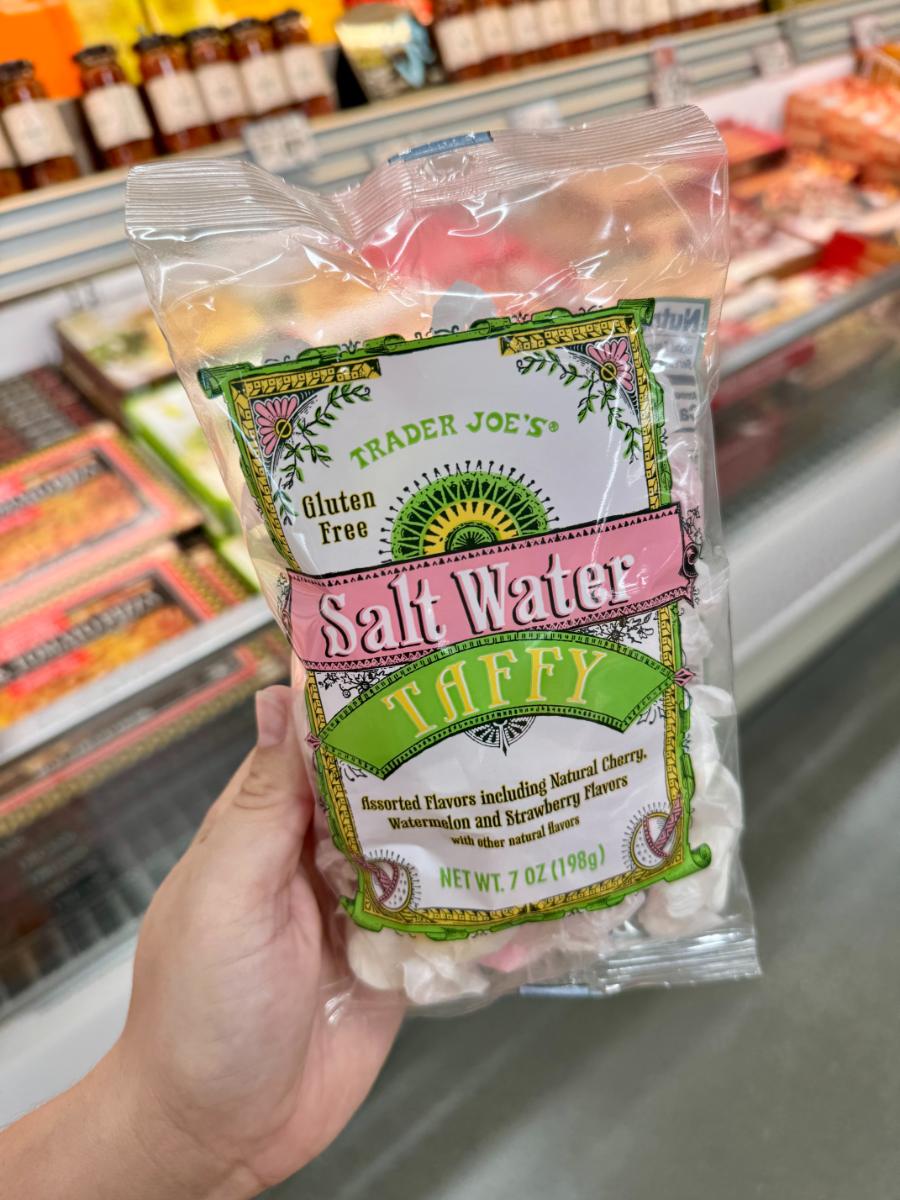 TRADER JOE'S®
Gluten
Free
Salt Water
TAFFY
Assorted Flavors including Natural Cherry,
Watermelon and Strawberry Flavors
with other natural flavors
NET WT. 7 OZ (198g)